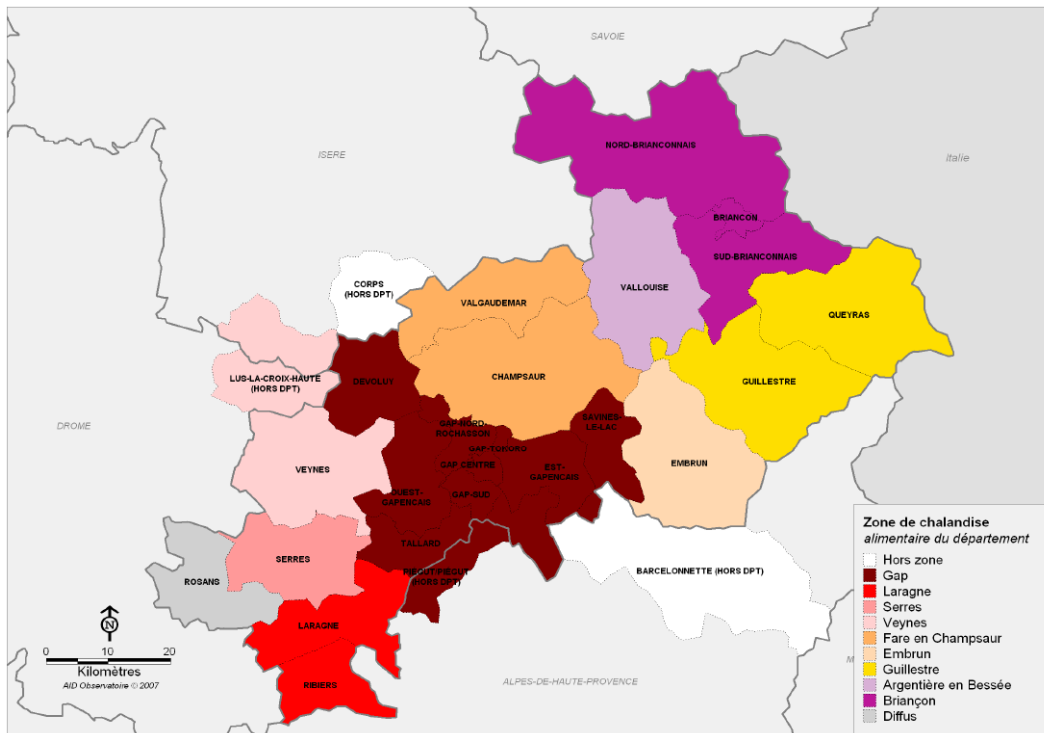 SAVOIE
NORD-BRIANCONNAIS
ISERE
Italie
BRIANCON
SUD-BRIANCONNAIS
CORPS
(HORS DPT)
VALLOUISE
VALGAUDEMAR
QUEYRAS
LUS-LA-CROIX-HAUTE
(HORS DPT)
DEVOLUY
CHAMPSAUR
GUILLESTRE
DROME
GAP-NORD-
ROCHASSON
SAVINES-
LE-LAC
GAP-TOKORO
VEYNES
GAP CENTRE
EST-
GAPENCAIS
EMBRUN
OUEST-
GAPENCAIS
GAP-SUD
TALLARD
SERRES
ROSANS
PIEGUT/PIEGUT
(HORS DPT)
BARCELONNETTE (HORS DPT)
LARAGNE
RIBIERS
ALPES-DE-HAUTE-PROVENCE
M
N
0 10 20
Kilomètres
AID Observatoire © 2007
Zone de chalandise
alimentaire du département
Hors zone
Gap
Laragne
Serres
Veynes
Fare en Champsaur
Embrun
Guillestre
Argentière en Bessée
Briançon
Diffus